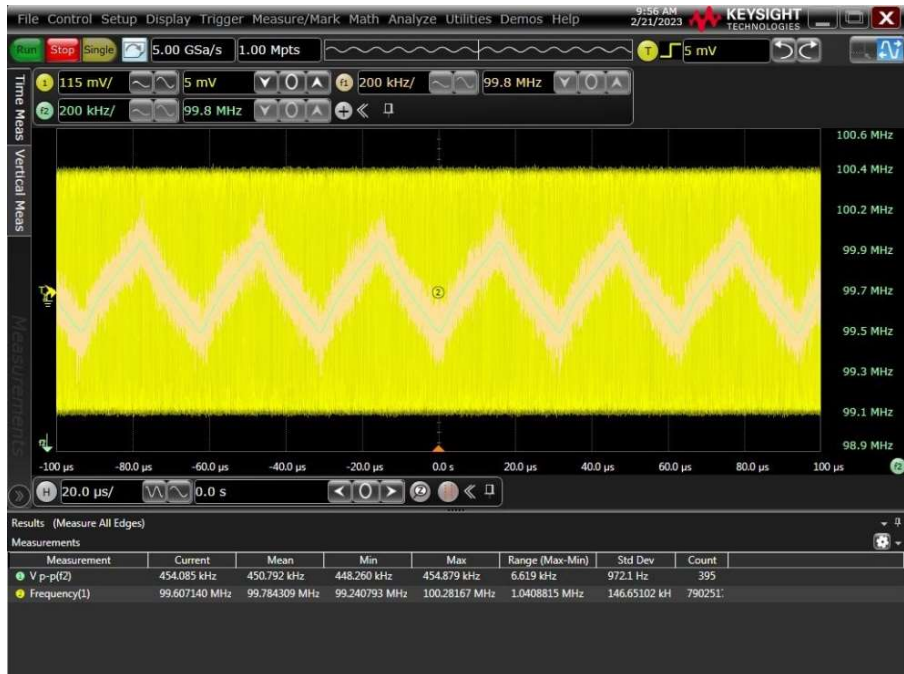 File Control Setup Display Trigger Measure/Mark Math Analyze Utilities Demos Help
9:56 AM
2/21/2023
KEYSIGHT
TECHNOLOGIES
Run Stop Single 5.00 GSa/s 1.00 Mpts T 5 mV
1 115 mV/ 5 mV f1 200 kHz/ 99.8 MHz
f2 200 kHz/ 99.8 MHz
Time Meas
Vertical Meas
Measurements
100.6 MHz
100.4 MHz
100.2 MHz
99.9 MHz
99.7 MHz
99.5 MHz
99.3 MHz
99.1 MHz
98.9 MHz
2
f2
-100 µs -80.0 µs -60.0 µs -40.0 µs -20.0 µs 0.0 s 20.0 µs 40.0 µs 60.0 µs 80.0 µs 100 µs f2
H 20.0 µs/ 0.0 s
Results (Measure All Edges)
Measurements
Measurement Current Mean Min Max Range (Max-Min) Std Dev Count
1 V p-p(f2) 454.085 kHz 450.792 kHz 448.260 kHz 454.879 kHz 6.619 kHz 972.1 Hz 395
2 Frequency(1) 99.607140 MHz 99.784309 MHz 99.240793 MHz 100.28167 MHz 1.0408815 MHz 146.65102 kH